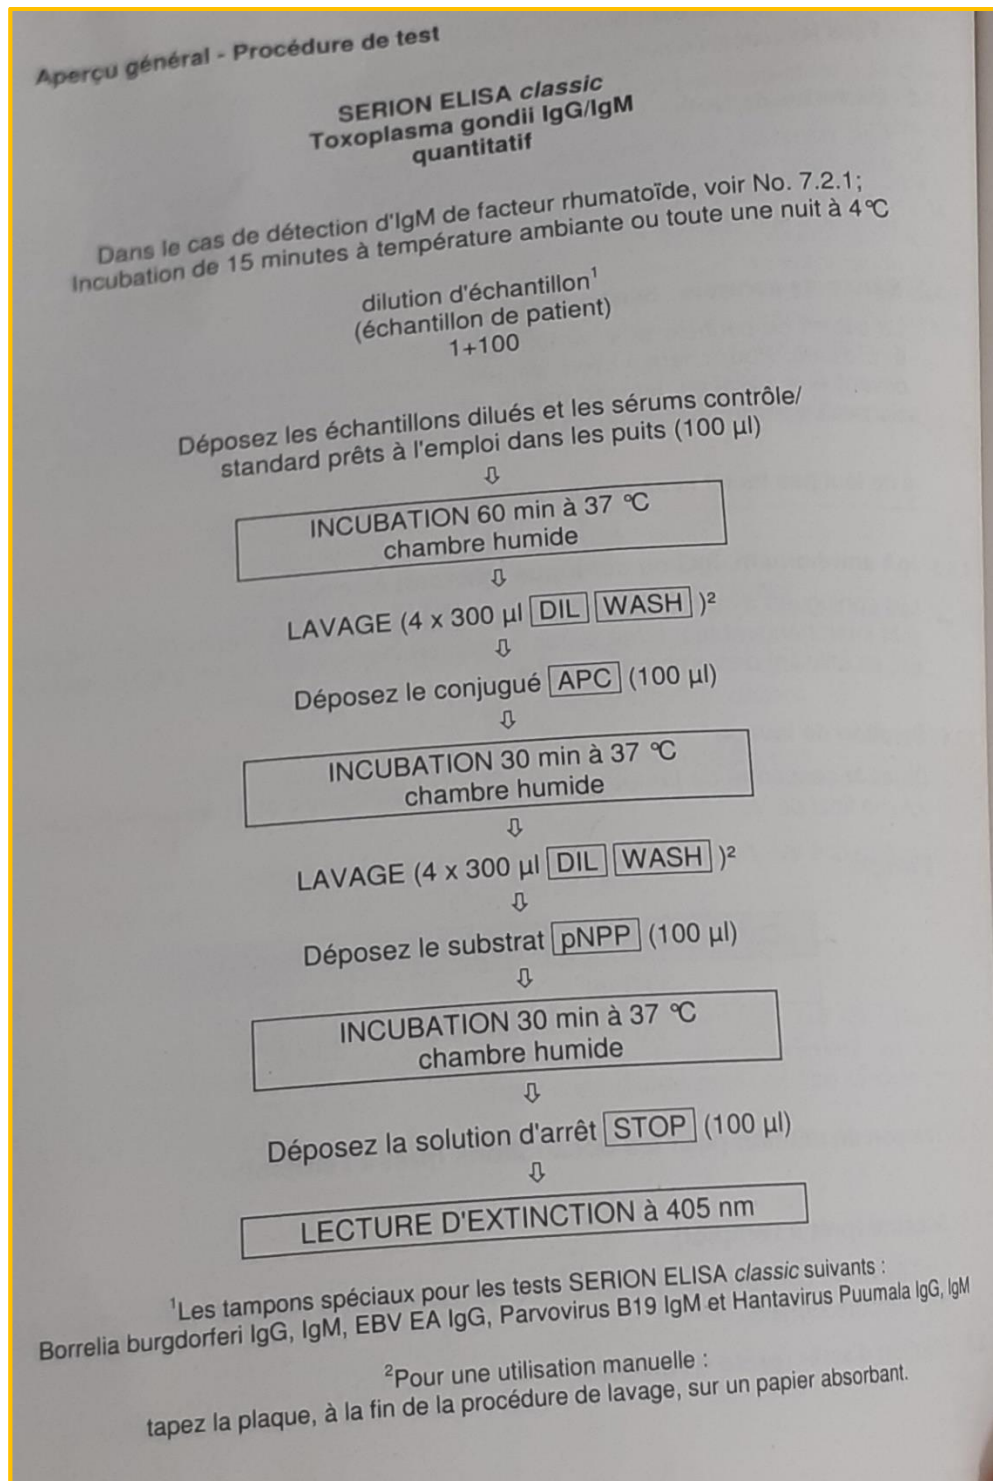 Aperçu général - Procédure de test
SERION ELISA classic
Toxoplasma gondii IgG/IgM
quantitatif
Dans le cas de détection d'IgM de facteur rhumatoïde, voir No. 7.2.1;
Incubation de 15 minutes à température ambiante ou toute une nuit à 4 °C
dilution d'échantillon¹
(échantillon de patient)
1+100
Déposez les échantillons dilués et les sérums contrôle/
standard prêts à l'emploi dans les puits (100 µl)
⇩
INCUBATION 60 min à 37 °C
chambre humide
⇩
LAVAGE (4 x 300 µl DIL WASH )²
⇩
Déposez le conjugué APC (100 µl)
⇩
INCUBATION 30 min à 37 °C
chambre humide
⇩
LAVAGE (4 x 300 µl DIL WASH )²
⇩
Déposez le substrat pNPP (100 µl)
⇩
INCUBATION 30 min à 37 °C
chambre humide
⇩
Déposez la solution d'arrêt STOP (100 µl)
⇩
LECTURE D'EXTINCTION à 405 nm
¹Les tampons spéciaux pour les tests SERION ELISA classic suivants :
Borrelia burgdorferi IgG, IgM, EBV EA IgG, Parvovirus B19 IgM et Hantavirus Puumala IgG, IgM
²Pour une utilisation manuelle :
tapez la plaque, à la fin de la procédure de lavage, sur un papier absorbant.